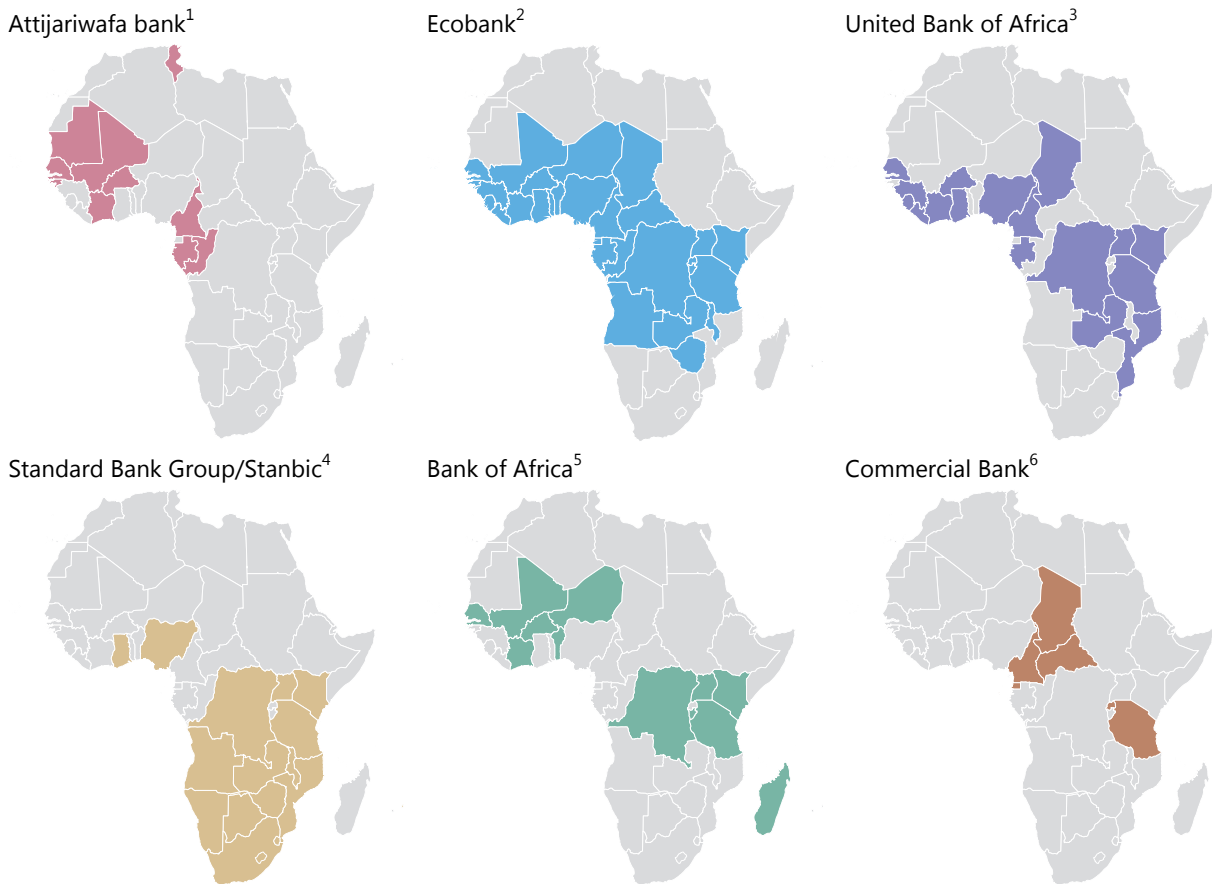 Attijariwafa bank1
Ecobank2
United Bank of Africa3
Standard Bank Group/Stanbic4
Bank of Africa5
Commercial Bank6